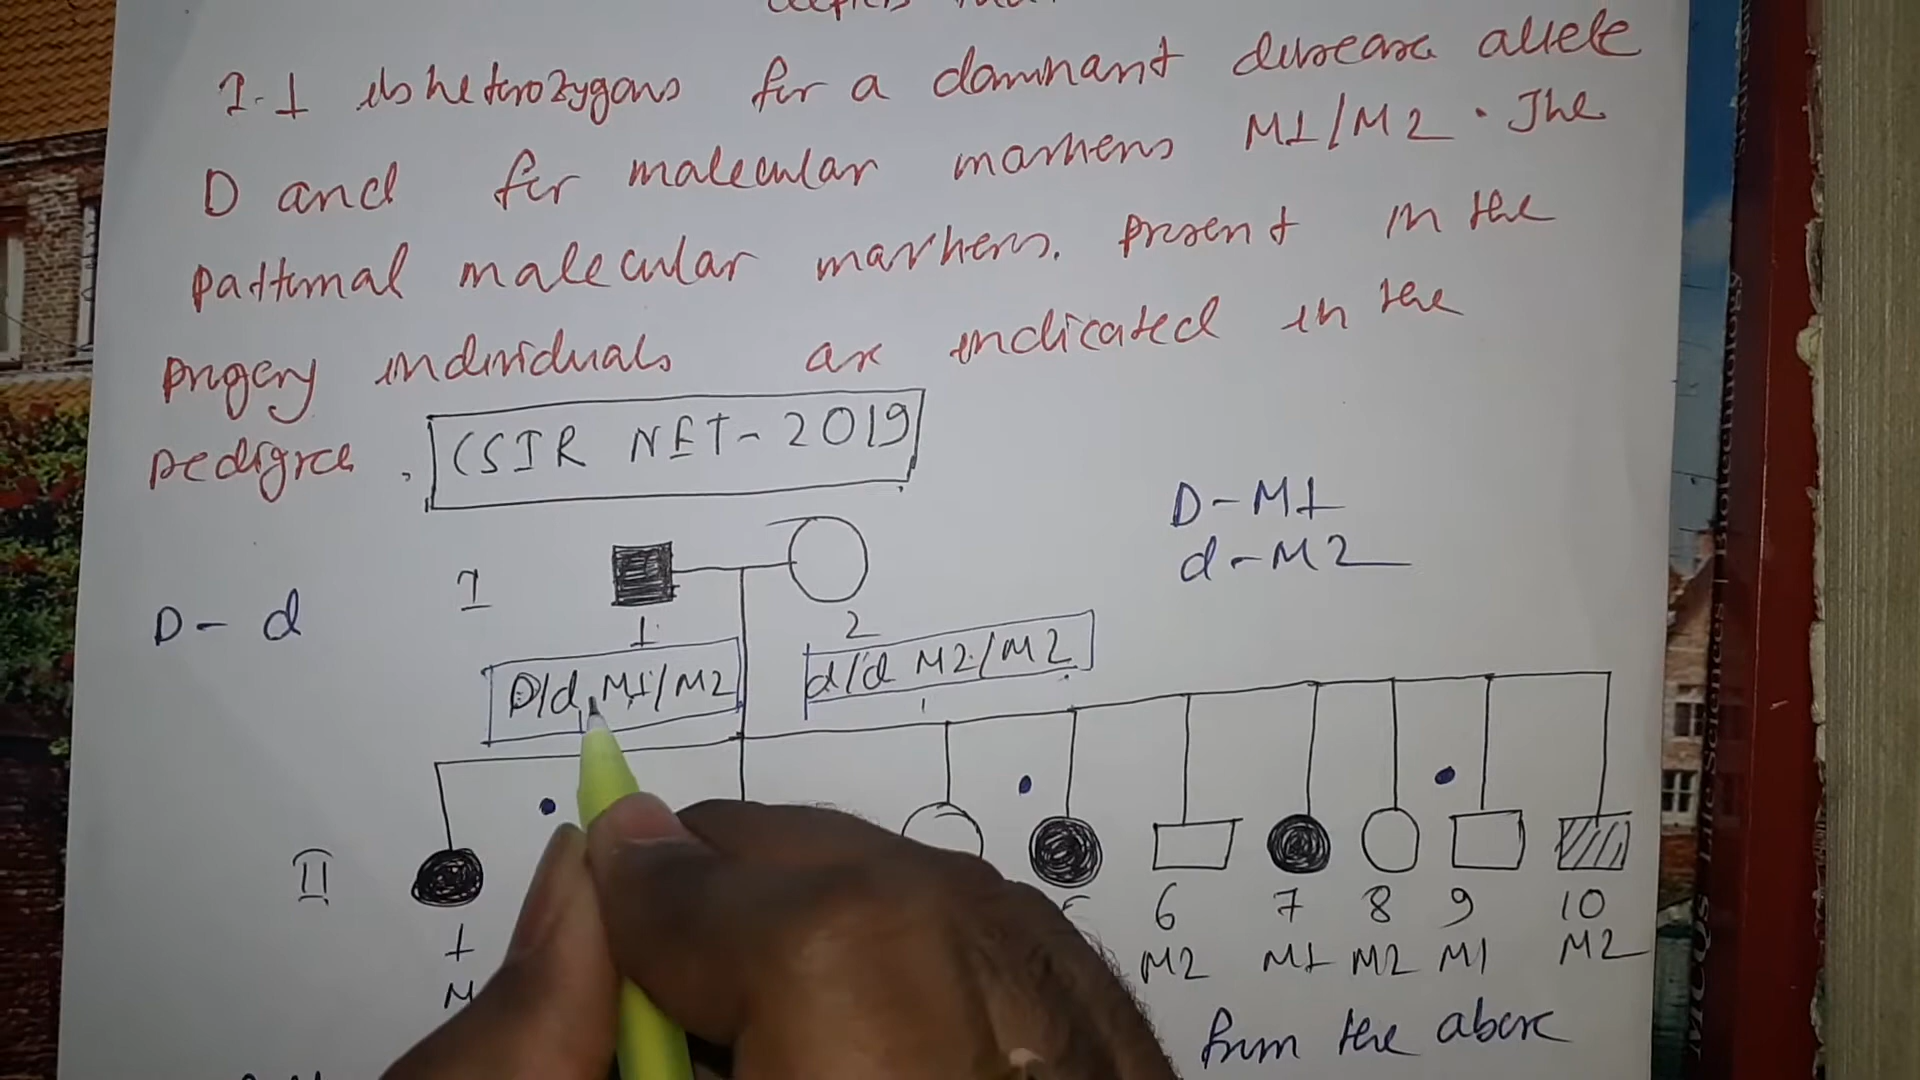 I-1 is heterozygous for a dominant disease allele
D and for molecular markers M1/M2. The
pattrnal molecular markers. present in the
progeny individuals are indicated in the
pedigree.
CSIR NET-2019
D-M1
d-M2
D- d
I
1
2
D/d, M1/M2
d/d M2/M2
II
1
6
7
8
9
10
M2
M1
M2
M1
M2
from the above